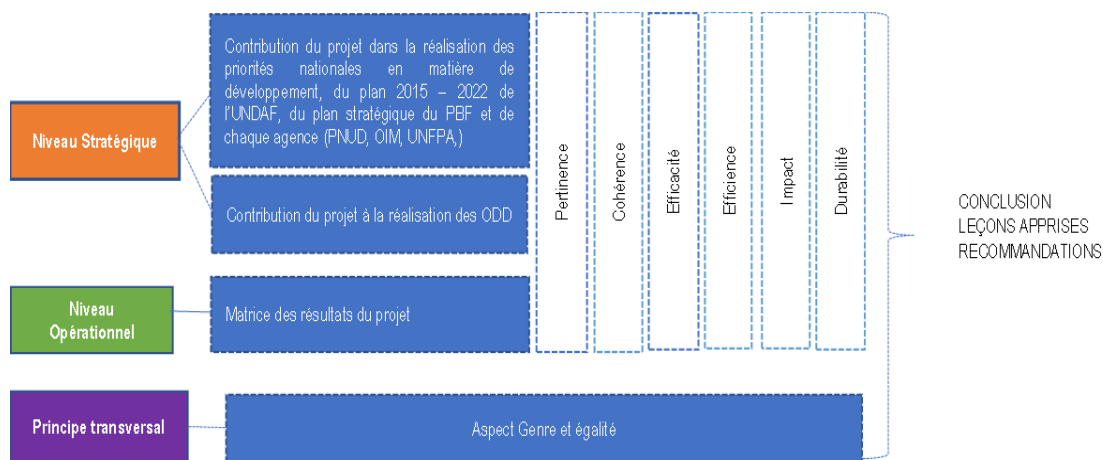 Niveau Stratégique
Contribution du projet dans la réalisation des
priorités nationales en matière de
développement, du plan 2015 – 2022 de
l'UNDAF, du plan stratégique du PBF et de
chaque agence (PNUD, OIM, UNFPA,)
Contribution du projet à la réalisation des ODD
Niveau
Opérationnel
Matrice des résultats du projet
Pertinence
Cohérence
Efficacité
Efficience
Impact
Durabilité
Principe transversal
Aspect Genre et égalité
CONCLUSION
LEÇONS APPRISES
RECOMMANDATIONS